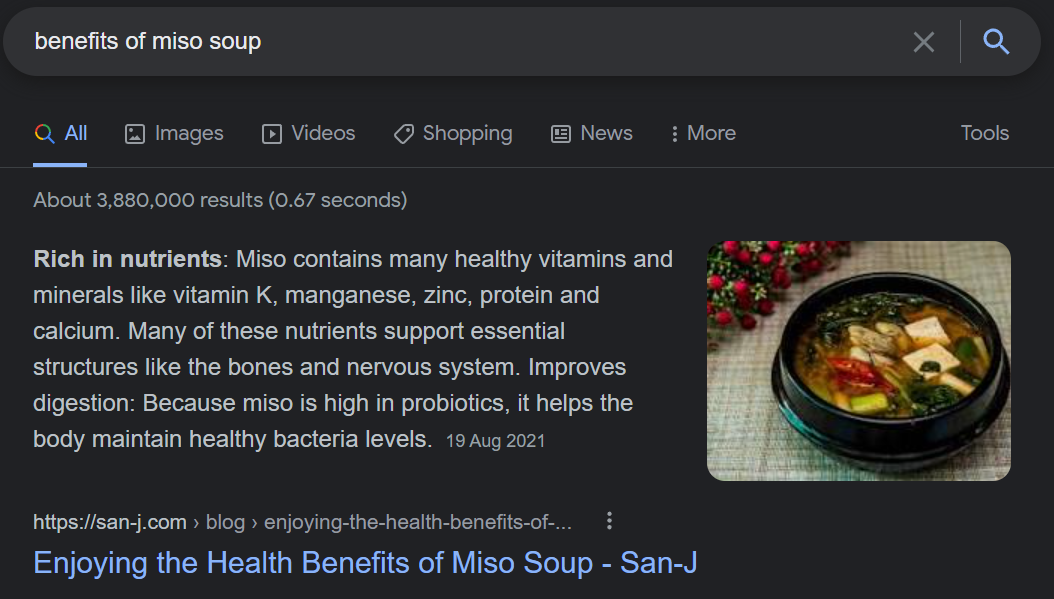 benefits of miso soup
All Images Videos Shopping News More Tools
About 3,880,000 results (0.67 seconds)
Rich in nutrients: Miso contains many healthy vitamins and
minerals like vitamin K, manganese, zinc, protein and
calcium. Many of these nutrients support essential
structures like the bones and nervous system. Improves
digestion: Because miso is high in probiotics, it helps the
body maintain healthy bacteria levels. 19 Aug 2021
https://san-j.com › blog › enjoying-the-health-benefits-of-...
Enjoying the Health Benefits of Miso Soup - San-J